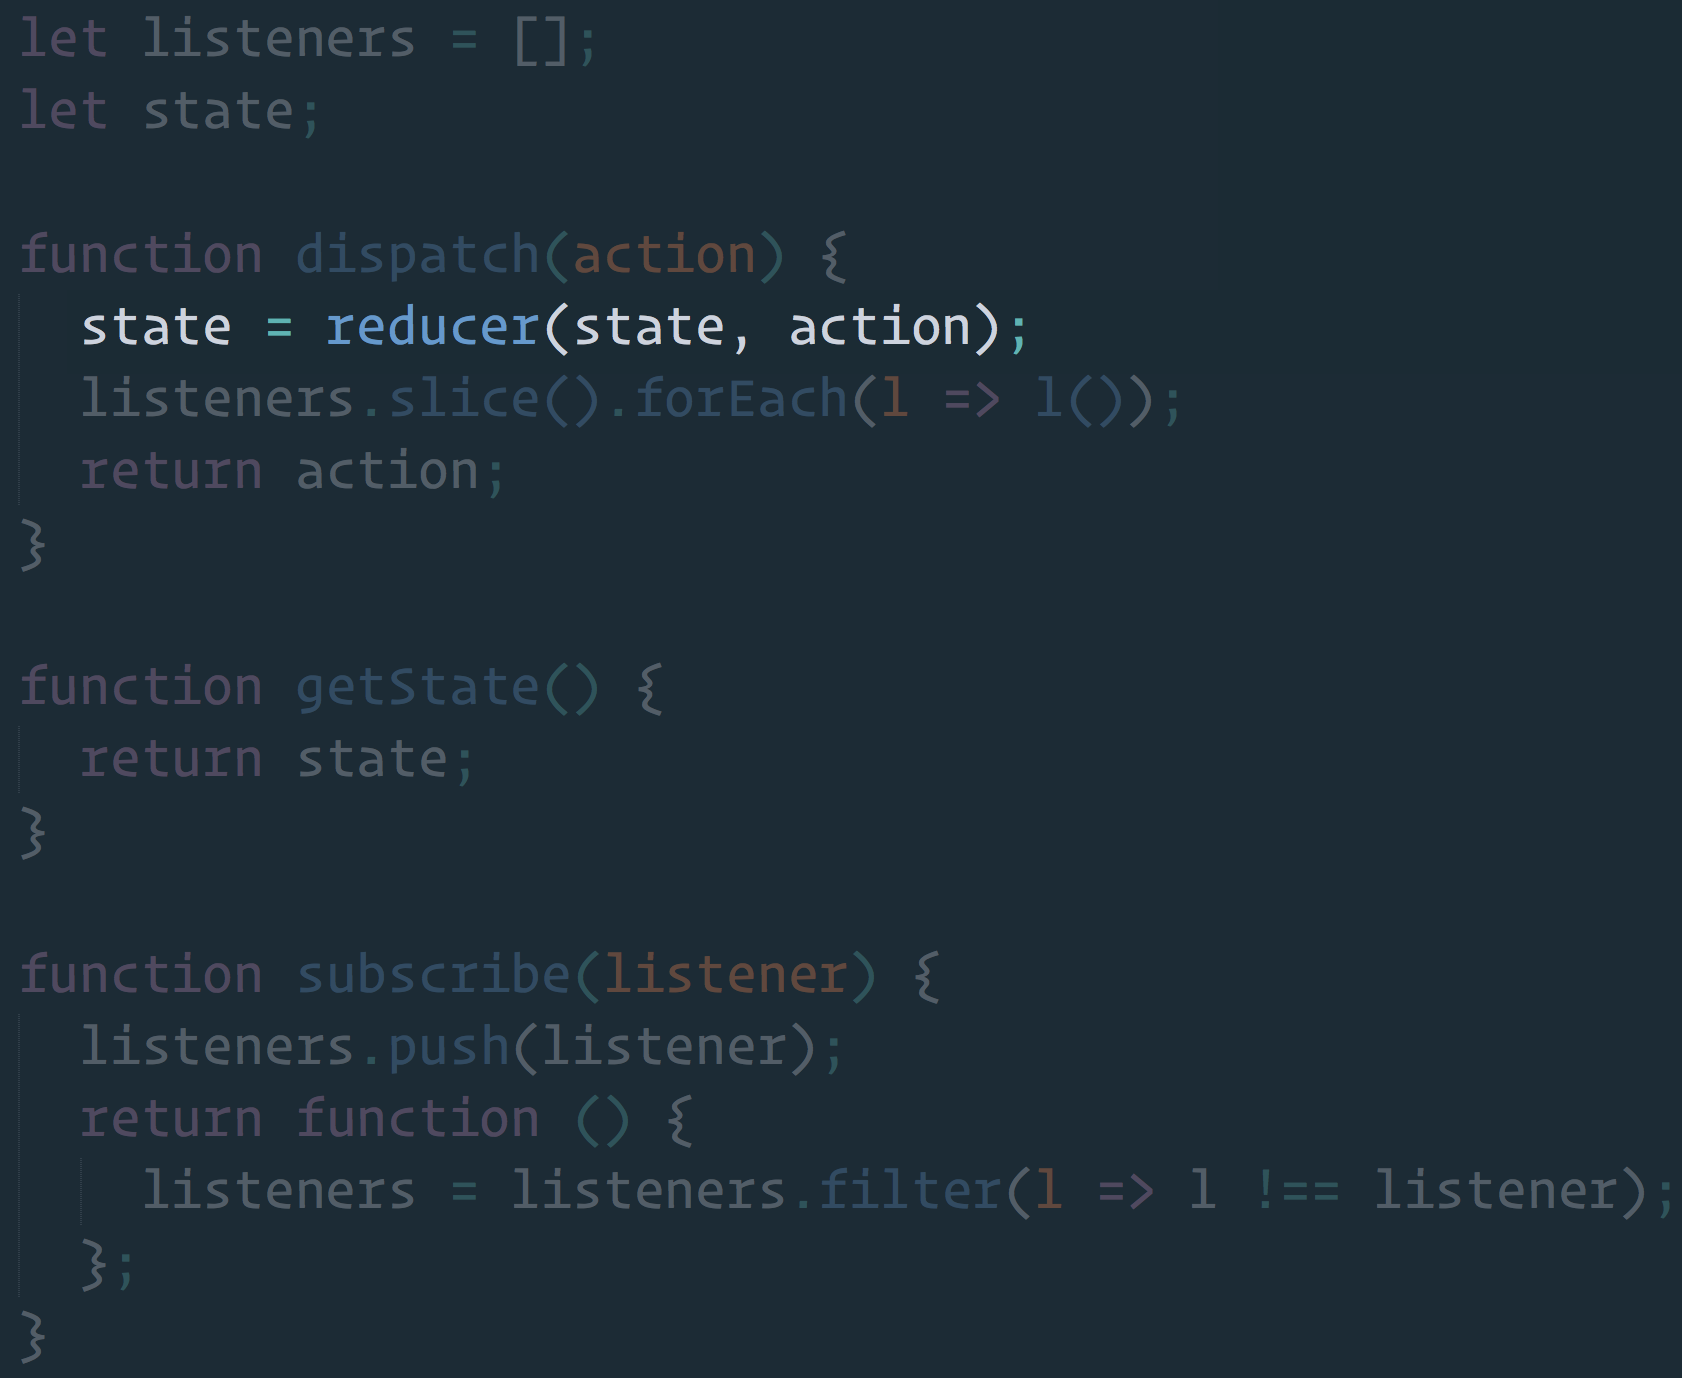 let listeners = [];
let state;
function dispatch(action) {
state = reducer(state, action);
listeners.slice().forEach(l => l());
return action;
}
function getState() {
return state;
}
function subscribe(listener) {
listeners.push(listener);
return function () {
listeners = listeners.filter(l => l !== listener);
};
}